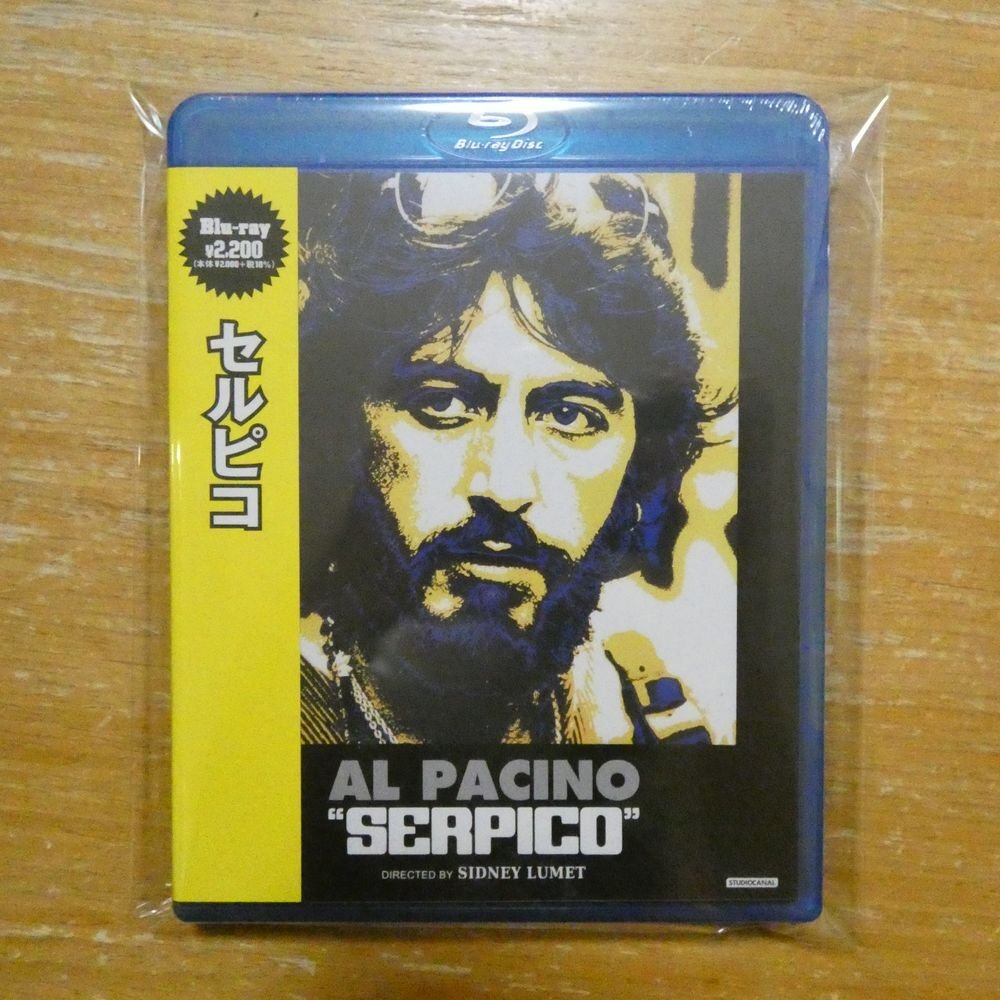 Blu-ray Disc
Blu-ray
¥2,200
(本体¥2,000+税10%)
セルピコ
AL PACINO
“SERPICO”
DIRECTED BY SIDNEY LUMET
STUDIOCANAL